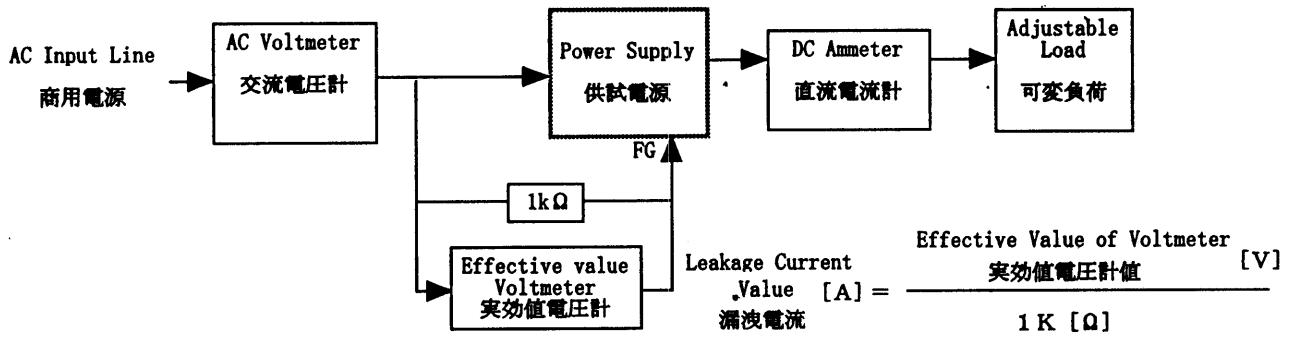 AC Input Line
商用電源
AC Voltmeter
交流電圧計
Power Supply
供試電源
DC Ammeter
直流電流計
Adjustable
Load
可変負荷
FG
1kΩ
Effective value
Voltmeter
実効値電圧計
Leakage Current
Value [A] =
漏洩電流
Effective Value of Voltmeter [V]
実効値電圧計値
1K [Ω]